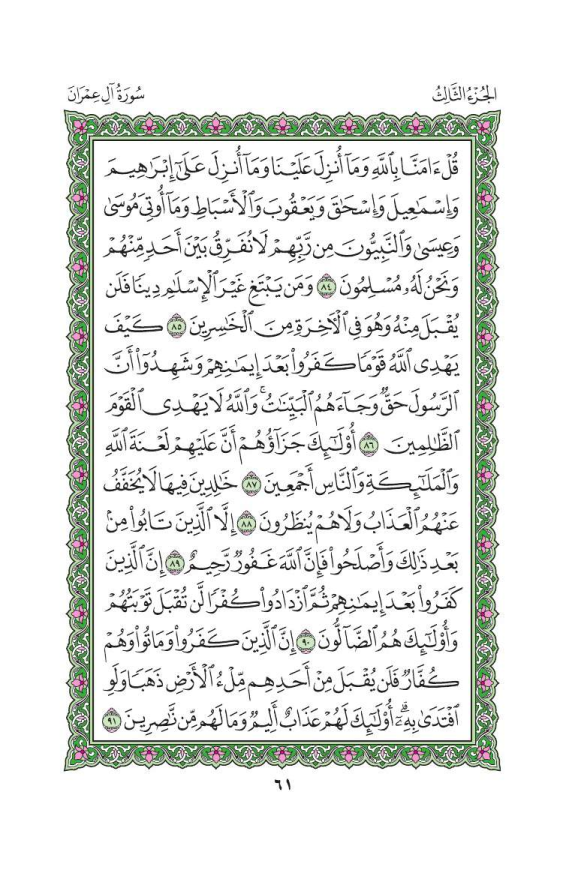 الجُزْءُ الثَّالِثُ
سُورَةُ آلِ عِمْرَانَ
قُلْ ءَامَنَّا بِٱللَّهِ وَمَآ أُنزِلَ عَلَيْنَا وَمَآ أُنزِلَ عَلَىٰٓ إِبْرَٰهِيمَ
وَإِسْمَٰعِيلَ وَإِسْحَٰقَ وَيَعْقُوبَ وَٱلْأَسْبَاطِ وَمَآ أُوتِىَ مُوسَىٰ
وَعِيسَىٰ وَٱلنَّبِيُّونَ مِن رَّبِّهِمْ لَا نُفَرِّقُ بَيْنَ أَحَدٍ مِّنْهُمْ
وَنَحْنُ لَهُۥ مُسْلِمُونَ ٨٤ وَمَن يَبْتَغِ غَيْرَ ٱلْإِسْلَٰمِ دِينًا فَلَن
يُقْبَلَ مِنْهُ وَهُوَ فِى ٱلْأَخِرَةِ مِنَ ٱلْخَٰسِرِينَ ٨٥ كَيْفَ
يَهْدِى ٱللَّهُ قَوْمًا كَفَرُوا۟ بَعْدَ إِيمَٰنِهِمْ وَشَهِدُوٓا۟ أَنَّ
ٱلرَّسُولَ حَقٌّ وَجَآءَهُمُ ٱلْبَيِّنَٰتُ ۚ وَٱللَّهُ لَا يَهْدِى ٱلْقَوْمَ
ٱلظَّٰلِمِينَ ٨٦ أُو۟لَٰٓئِكَ جَزَآؤُهُمْ أَنَّ عَلَيْهِمْ لَعْنَةَ ٱللَّهِ
وَٱلْمَلَٰٓئِكَةِ وَٱلنَّاسِ أَجْمَعِينَ ٨٧ خَٰلِدِينَ فِيهَا لَا يُخَفَّفُ
عَنْهُمُ ٱلْعَذَابُ وَلَا هُمْ يُنظَرُونَ ٨٨ إِلَّا ٱلَّذِينَ تَابُوا۟ مِنۢ
بَعْدِ ذَٰلِكَ وَأَصْلَحُوا۟ فَإِنَّ ٱللَّهَ غَفُورٌ رَّحِيمٌ ٨٩ إِنَّ ٱلَّذِينَ
كَفَرُوا۟ بَعْدَ إِيمَٰنِهِمْ ثُمَّ ٱزْدَادُوا۟ كُفْرًا لَّن تُقْبَلَ تَوْبَتُهُمْ
وَأُو۟لَٰٓئِكَ هُمُ ٱلضَّآلُّونَ ٩٠ إِنَّ ٱلَّذِينَ كَفَرُوا۟ وَمَاتُوا۟ وَهُمْ
كُفَّارٌ فَلَن يُقْبَلَ مِنْ أَحَدِهِم مِّلْءُ ٱلْأَرْضِ ذَهَبًا وَلَوِ
ٱفْتَدَىٰ بِهِۦٓ ۗ أُو۟لَٰٓئِكَ لَهُمْ عَذَابٌ أَلِيمٌ وَمَا لَهُم مِّن نَّٰصِرِينَ ٩١
٦١